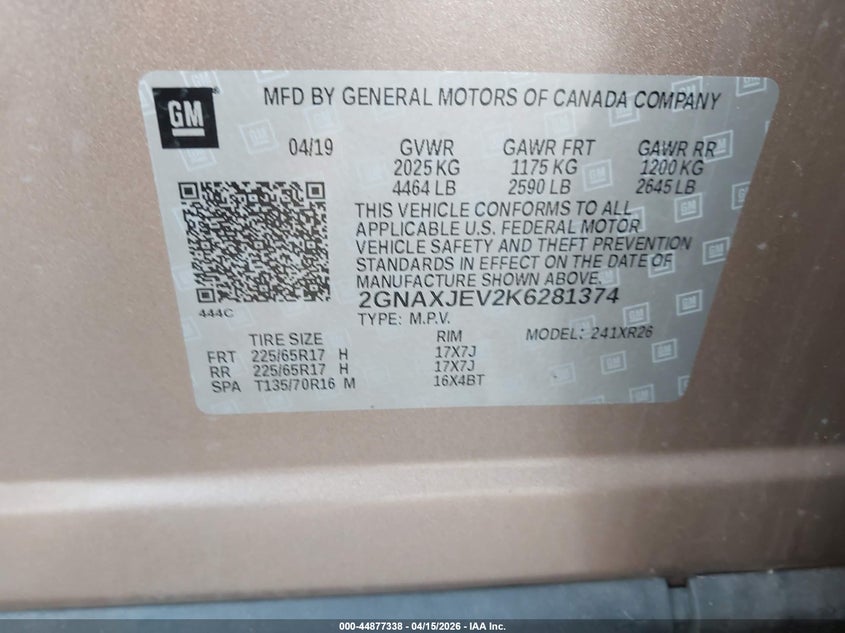 GM
MFD BY GENERAL MOTORS OF CANADA COMPANY
04/19 GVWR GAWR FRT GAWR RR
2025 KG 1175 KG 1200 KG
4464 LB 2590 LB 2645 LB
THIS VEHICLE CONFORMS TO ALL
APPLICABLE U.S. FEDERAL MOTOR
VEHICLE SAFETY AND THEFT PREVENTION
STANDARDS IN EFFECT ON THE DATE OF
MANUFACTURE SHOWN ABOVE.
2GNAXJEV2K6281374
444C
TYPE: M.P.V.
TIRE SIZE RIM MODEL: 241XR26
FRT 225/65R17 H 17X7J
RR 225/65R17 H 17X7J
SPA T135/70R16 M 16X4BT
000-44877338 - 04/15/2026 - IAA Inc.